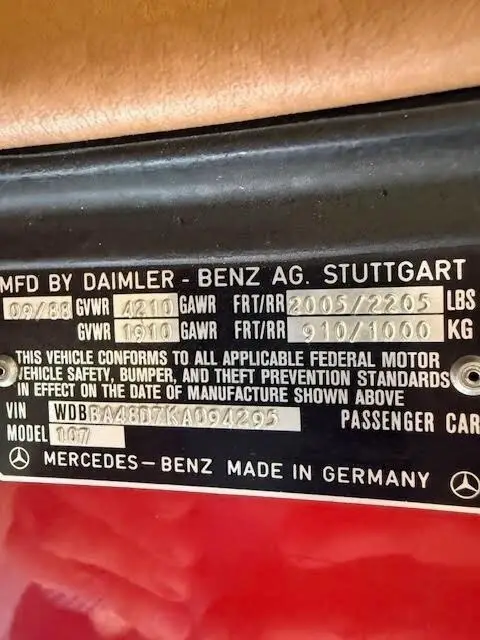 MFD BY DAIMLER - BENZ AG. STUTTGART
09/88 GVWR 4210 GAWR FRT/RR 2005/2205 LBS
GVWR 1910 GAWR FRT/RR 910/1000 KG
THIS VEHICLE CONFORMS TO ALL APPLICABLE FEDERAL MOTOR
VEHICLE SAFETY, BUMPER, AND THEFT PREVENTION STANDARDS
IN EFFECT ON THE DATE OF MANUFACTURE SHOWN ABOVE
VIN WDBBA48D7KA094295 PASSENGER CAR
MODEL 107
MERCEDES-BENZ MADE IN GERMANY